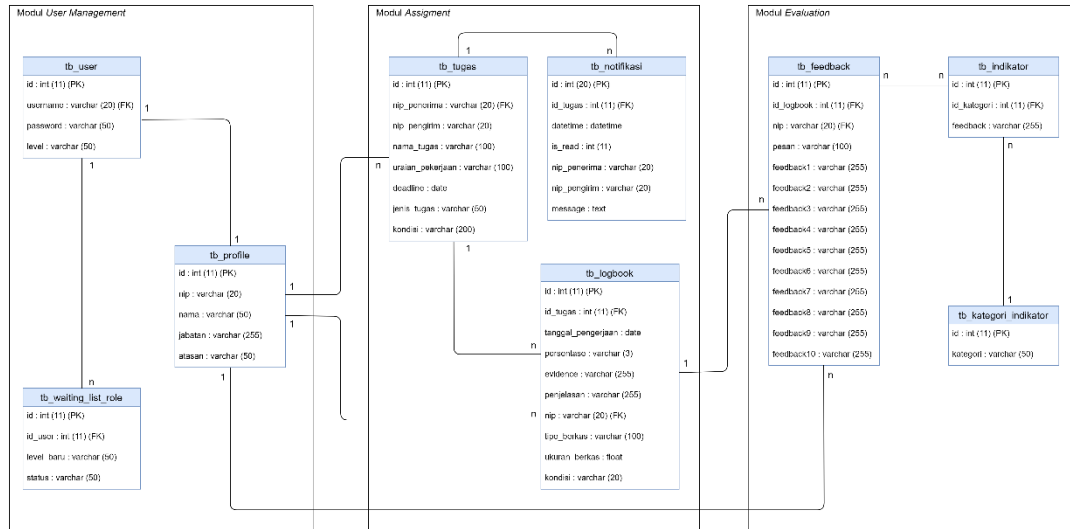 Modul User Management
tb_user
id : int (11) (PK)
username : varchar (20) (FK)
password : varchar (50)
level : varchar (50)
1
1
1
tb_profile
id : int (11) (PK)
nip : varchar (20)
nama : varchar (50)
jabatan : varchar (255)
atasan : varchar (50)
1
1
1
n
tb_waiting_list_role
id : int (11) (PK)
id_user : int (11) (FK)
level_baru : varchar (50)
status : varchar (50)
Modul Assigment
1
n
tb_tugas
id : int (11) (PK)
nip_penerima : varchar (20) (FK)
nip_pengirim : varchar (20)
nama_tugas : varchar (100)
uraian_pekerjaan : varchar (100)
deadline : date
jenis_tugas : varchar (50)
kondisi : varchar (200)
n
1
tb_notifikasi
id : int (20) (PK)
id_tugas : int (11) (FK)
datetime : datetime
is_read : int (11)
nip_penerima : varchar (20)
nip_pengirim : varchar (20)
message : text
tb_logbook
id : int (11) (PK)
id_tugas : int (11) (FK)
tanggal_pengerjaan : date
persentase : varchar (3)
evidence : varchar (255)
penjelasan : varchar (255)
nip : varchar (20) (FK)
tipo_berkas : varchar (100)
ukuran_berkas : float
kondisi : varchar (20)
n
n
1
Modul Evaluation
tb_feedback
id : int (11) (PK)
id_logbook : int (11) (FK)
nip : varchar (20) (FK)
pesan : varchar (100)
feedback1 : varchar (255)
feedback2 : varchar (255)
feedback3 : varchar (255)
feedback4 : varchar (255)
feedback5 : varchar (255)
feedback6 : varchar (255)
feedback7 : varchar (255)
feedback8 : varchar (255)
feedback9 : varchar (255)
feedback10 : varchar (255)
n
n
n
n
tb_indikator
id : int (11) (PK)
id_kategori : int (11) (FK)
feedback : varchar (255)
n
1
tb_kategori_indikator
id : int (11) (PK)
kategori : varchar (50)